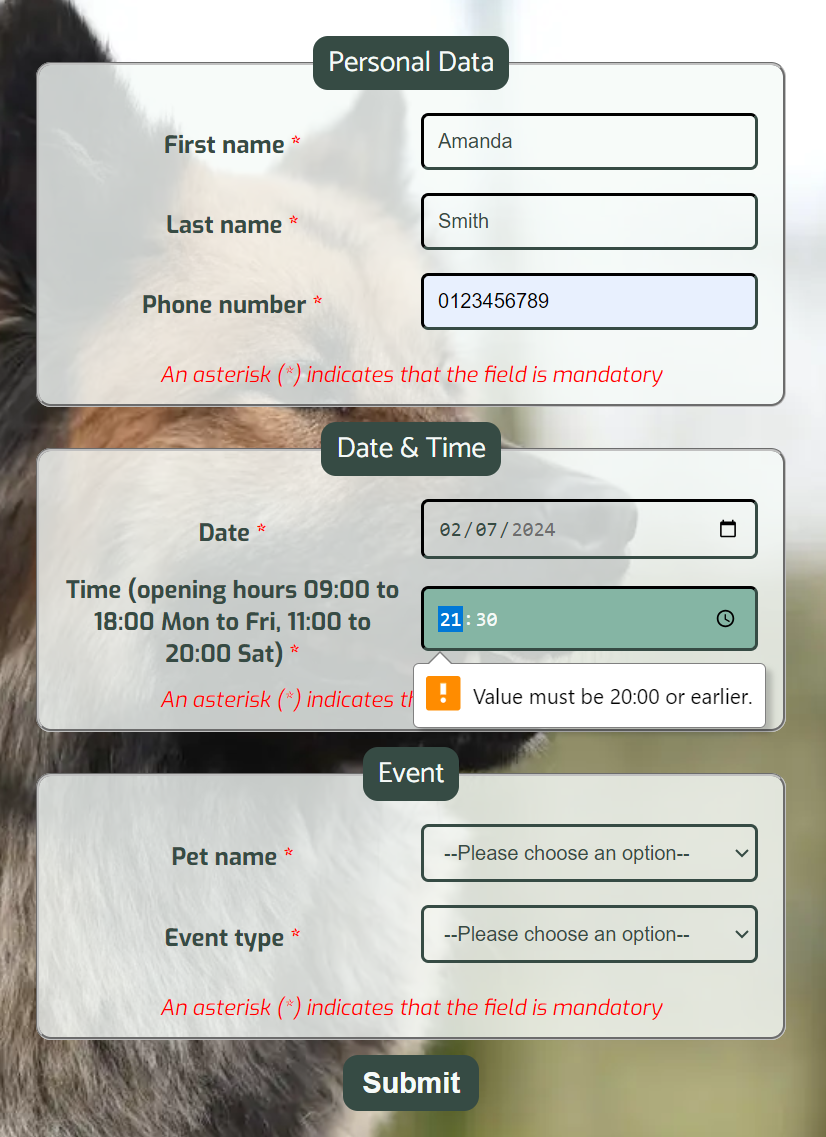 Personal Data
First name *
Amanda
Last name *
Smith
Phone number *
0123456789
An asterisk (*) indicates that the field is mandatory
Date & Time
Date *
02/07/2024
Time (opening hours 09:00 to
18:00 Mon to Fri, 11:00 to
20:00 Sat) *
21:30
An asterisk (*) indicates
! Value must be 20:00 or earlier.
Event
Pet name *
--Please choose an option--
Event type *
--Please choose an option--
An asterisk (*) indicates that the field is mandatory
Submit